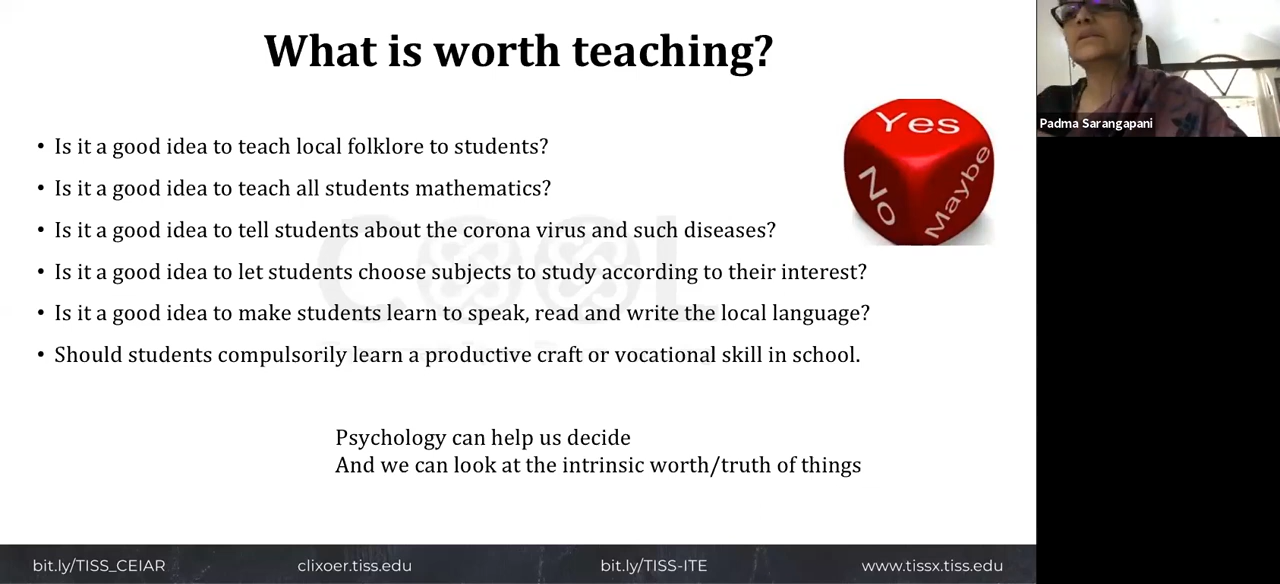 What is worth teaching?
Yes
No
Maybe
• Is it a good idea to teach local folklore to students?
• Is it a good idea to teach all students mathematics?
• Is it a good idea to tell students about the corona virus and such diseases?
• Is it a good idea to let students choose subjects to study according to their interest?
• Is it a good idea to make students learn to speak, read and write the local language?
• Should students compulsorily learn a productive craft or vocational skill in school.
COOL
Psychology can help us decide
And we can look at the intrinsic worth/truth of things
bit.ly/TISS_CEIAR
clixoer.tiss.edu
bit.ly/TISS-ITE
www.tissx.tiss.edu
Padma Sarangapani